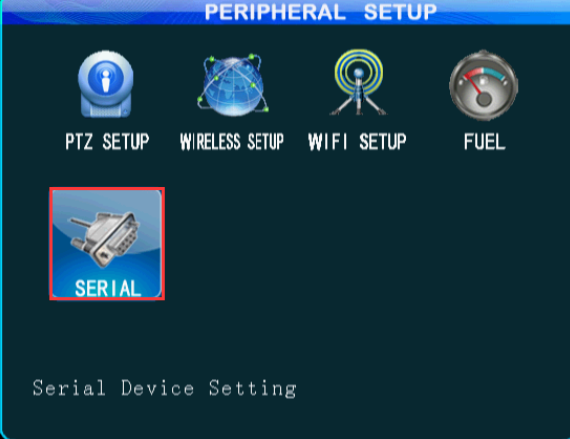 PERIPHERAL SETUP
PTZ SETUP WIRELESS SETUP WIFI SETUP FUEL
SERIAL
Serial Device Setting